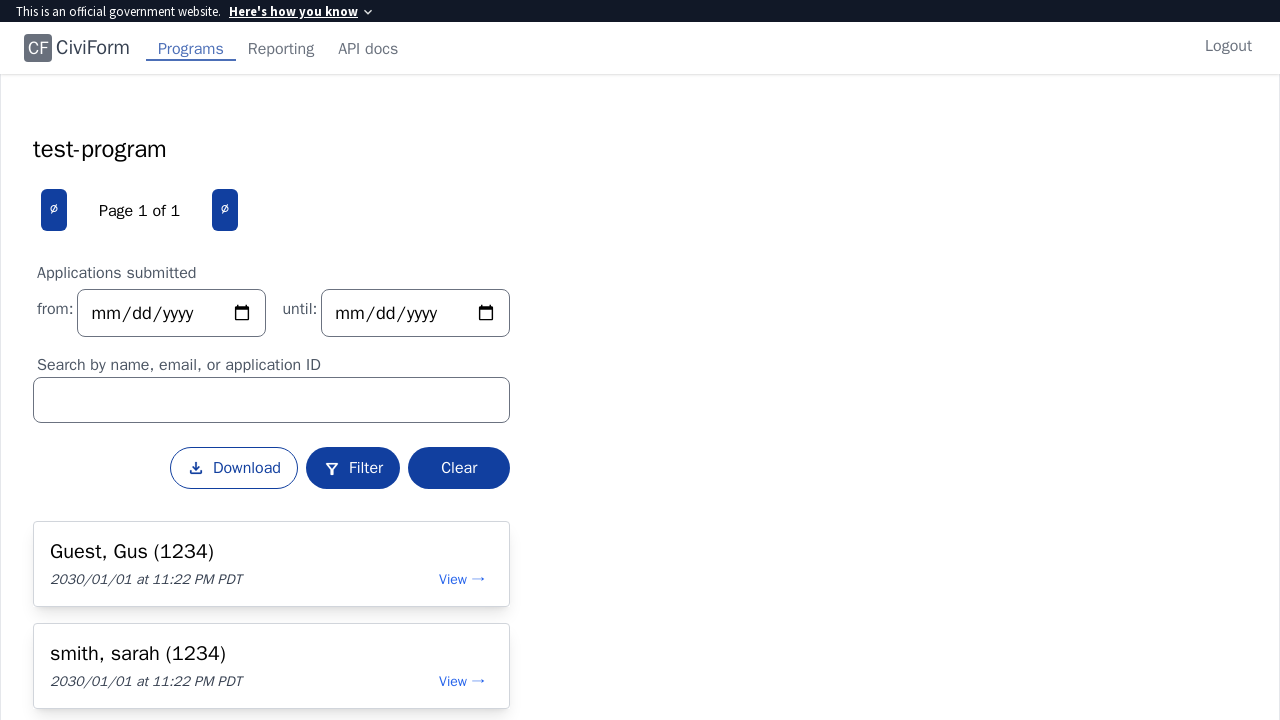 This is an official government website. Here's how you know
CF CiviForm Programs Reporting API docs Logout
test-program
∅ Page 1 of 1 ∅
Applications submitted
from: mm/dd/yyyy until: mm/dd/yyyy
Search by name, email, or application ID
Download Filter Clear
Guest, Gus (1234)
2030/01/01 at 11:22 PM PDT View →
smith, sarah (1234)
2030/01/01 at 11:22 PM PDT View →